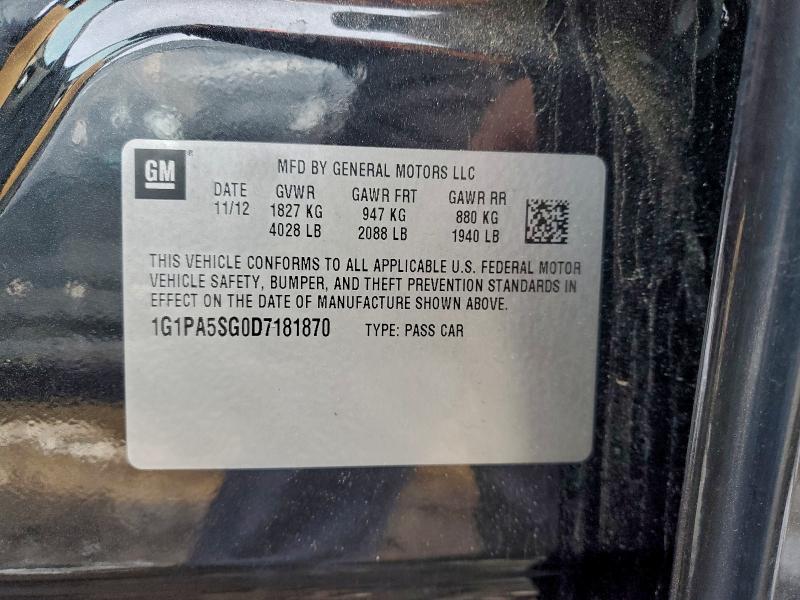 GM
MFD BY GENERAL MOTORS LLC
DATE GVWR GAWR FRT GAWR RR
11/12 1827 KG 947 KG 880 KG
4028 LB 2088 LB 1940 LB
THIS VEHICLE CONFORMS TO ALL APPLICABLE U.S. FEDERAL MOTOR
VEHICLE SAFETY, BUMPER, AND THEFT PREVENTION STANDARDS IN
EFFECT ON THE DATE OF MANUFACTURE SHOWN ABOVE.
1G1PA5SG0D7181870 TYPE: PASS CAR